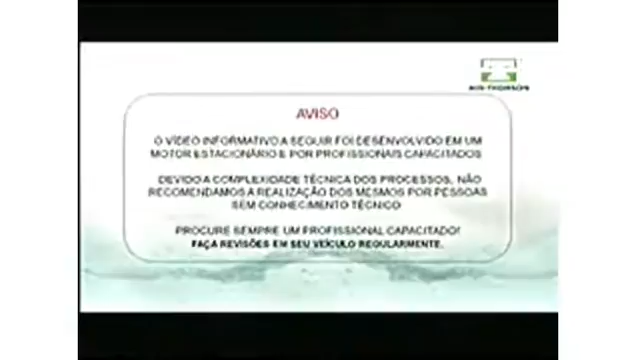 MTE-THOMSON
AVISO
O VÍDEO INFORMATIVO A SEGUIR FOI DESENVOLVIDO EM UM
MOTOR ESTACIONÁRIO E POR PROFISSIONAIS CAPACITADOS
DEVIDO A COMPLEXIDADE TÉCNICA DOS PROCESSOS, NÃO
RECOMENDAMOS A REALIZAÇÃO DOS MESMOS POR PESSOAS
SEM CONHECIMENTO TÉCNICO
PROCURE SEMPRE UM PROFISSIONAL CAPACITADO!
FAÇA REVISÕES EM SEU VEÍCULO REGULARMENTE.